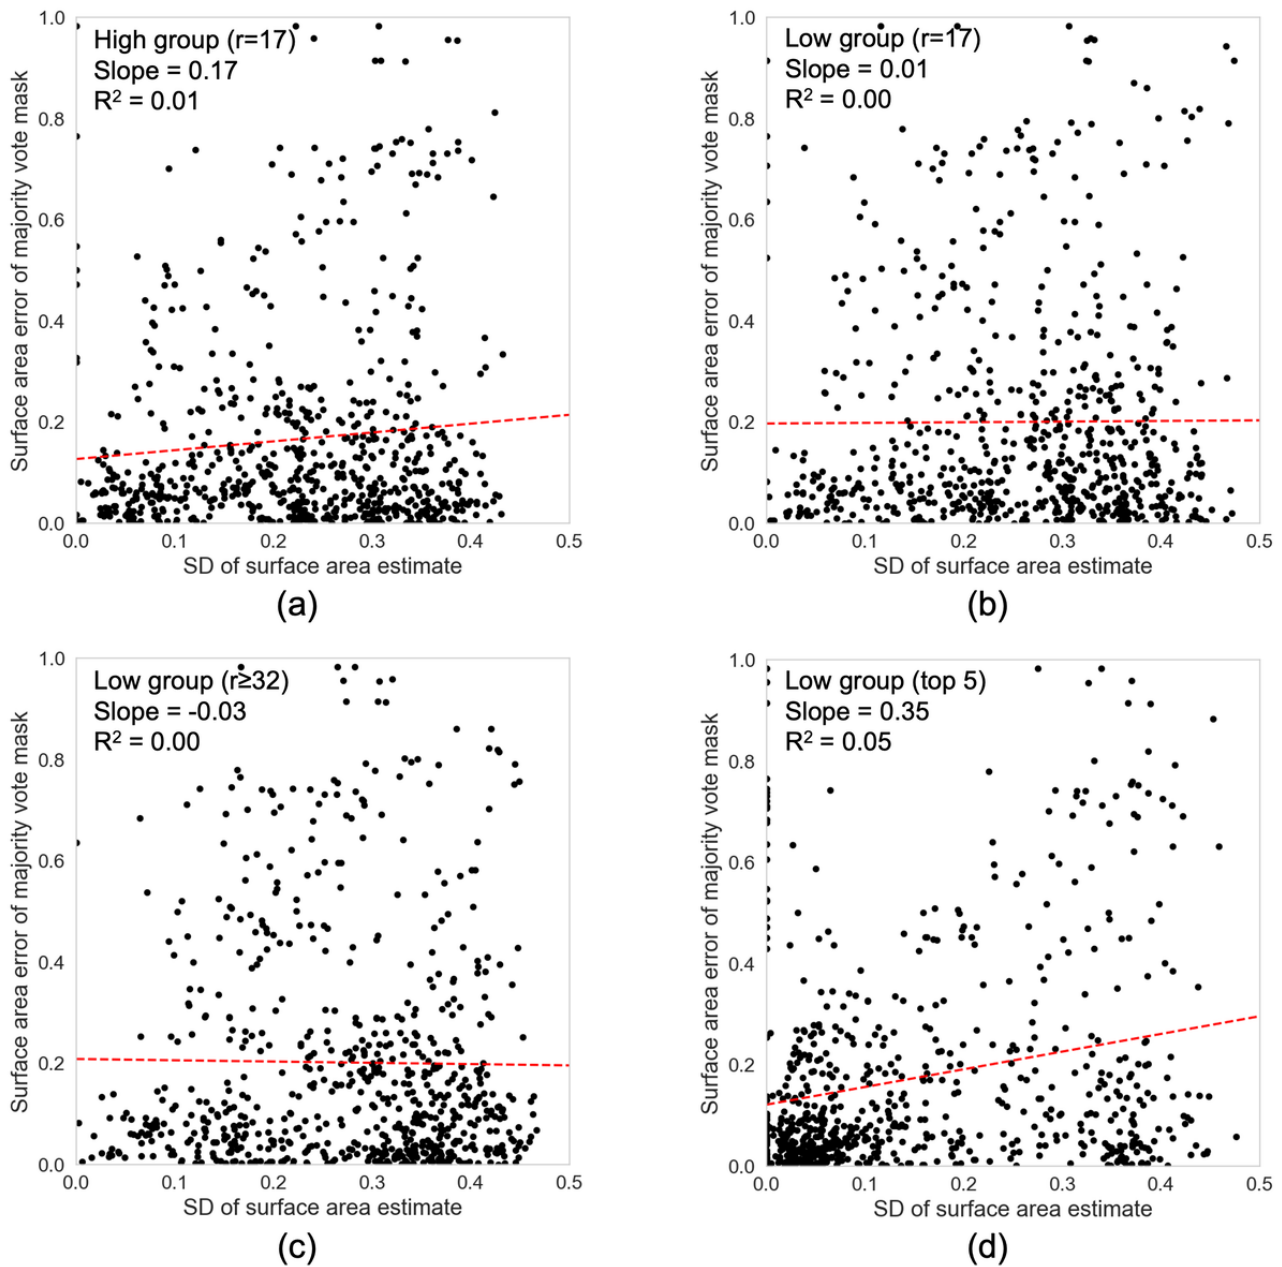 1.0
0.8
0.6
0.4
0.2
0.0
Surface area error of majority vote mask
High group (r=17)
Slope = 0.17
R² = 0.01
0.0 0.1 0.2 0.3 0.4 0.5
SD of surface area estimate
(a)
1.0
0.8
0.6
0.4
0.2
0.0
Surface area error of majority vote mask
Low group (r=17)
Slope = 0.01
R² = 0.00
0.0 0.1 0.2 0.3 0.4 0.5
SD of surface area estimate
(b)
1.0
0.8
0.6
0.4
0.2
0.0
Surface area error of majority vote mask
Low group (r≥32)
Slope = -0.03
R² = 0.00
0.0 0.1 0.2 0.3 0.4 0.5
SD of surface area estimate
(c)
1.0
0.8
0.6
0.4
0.2
0.0
Surface area error of majority vote mask
Low group (top 5)
Slope = 0.35
R² = 0.05
0.0 0.1 0.2 0.3 0.4 0.5
SD of surface area estimate
(d)